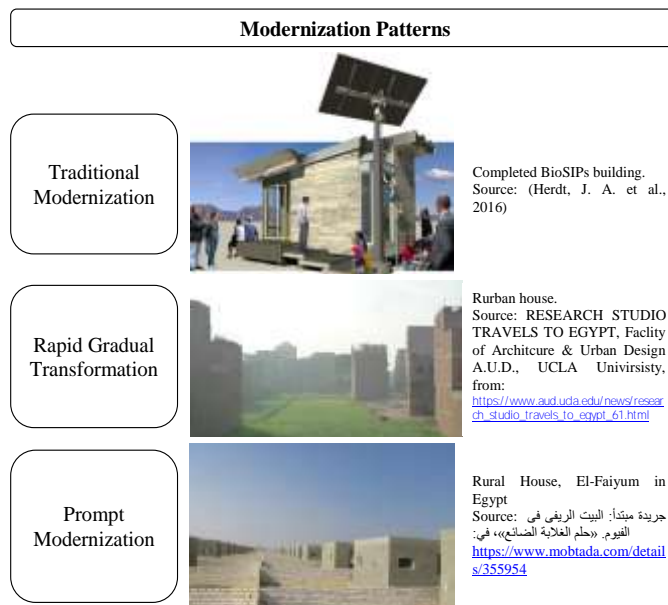 Modernization Patterns
Traditional
Modernization
Completed BioSIPs building.
Source: (Herdt, J. A. et al.,
2016)
Rapid Gradual
Transformation
Rurban house.
Source: RESEARCH STUDIO
TRAVELS TO EGYPT, Faclity
of Architcure & Urban Design
A.U.D., UCLA Univirsisty,
from:
https://www.aud.ucla.edu/news/resear
ch_studio_travels_to_egypt_61.html
Prompt
Modernization
Rural House, El-Faiyum in
Egypt
Source: جريدة مبتدأ: البيت الريفى فى
الفيوم. «حلم الغلابة الضائع»، في:
https://www.mobtada.com/detail
s/355954